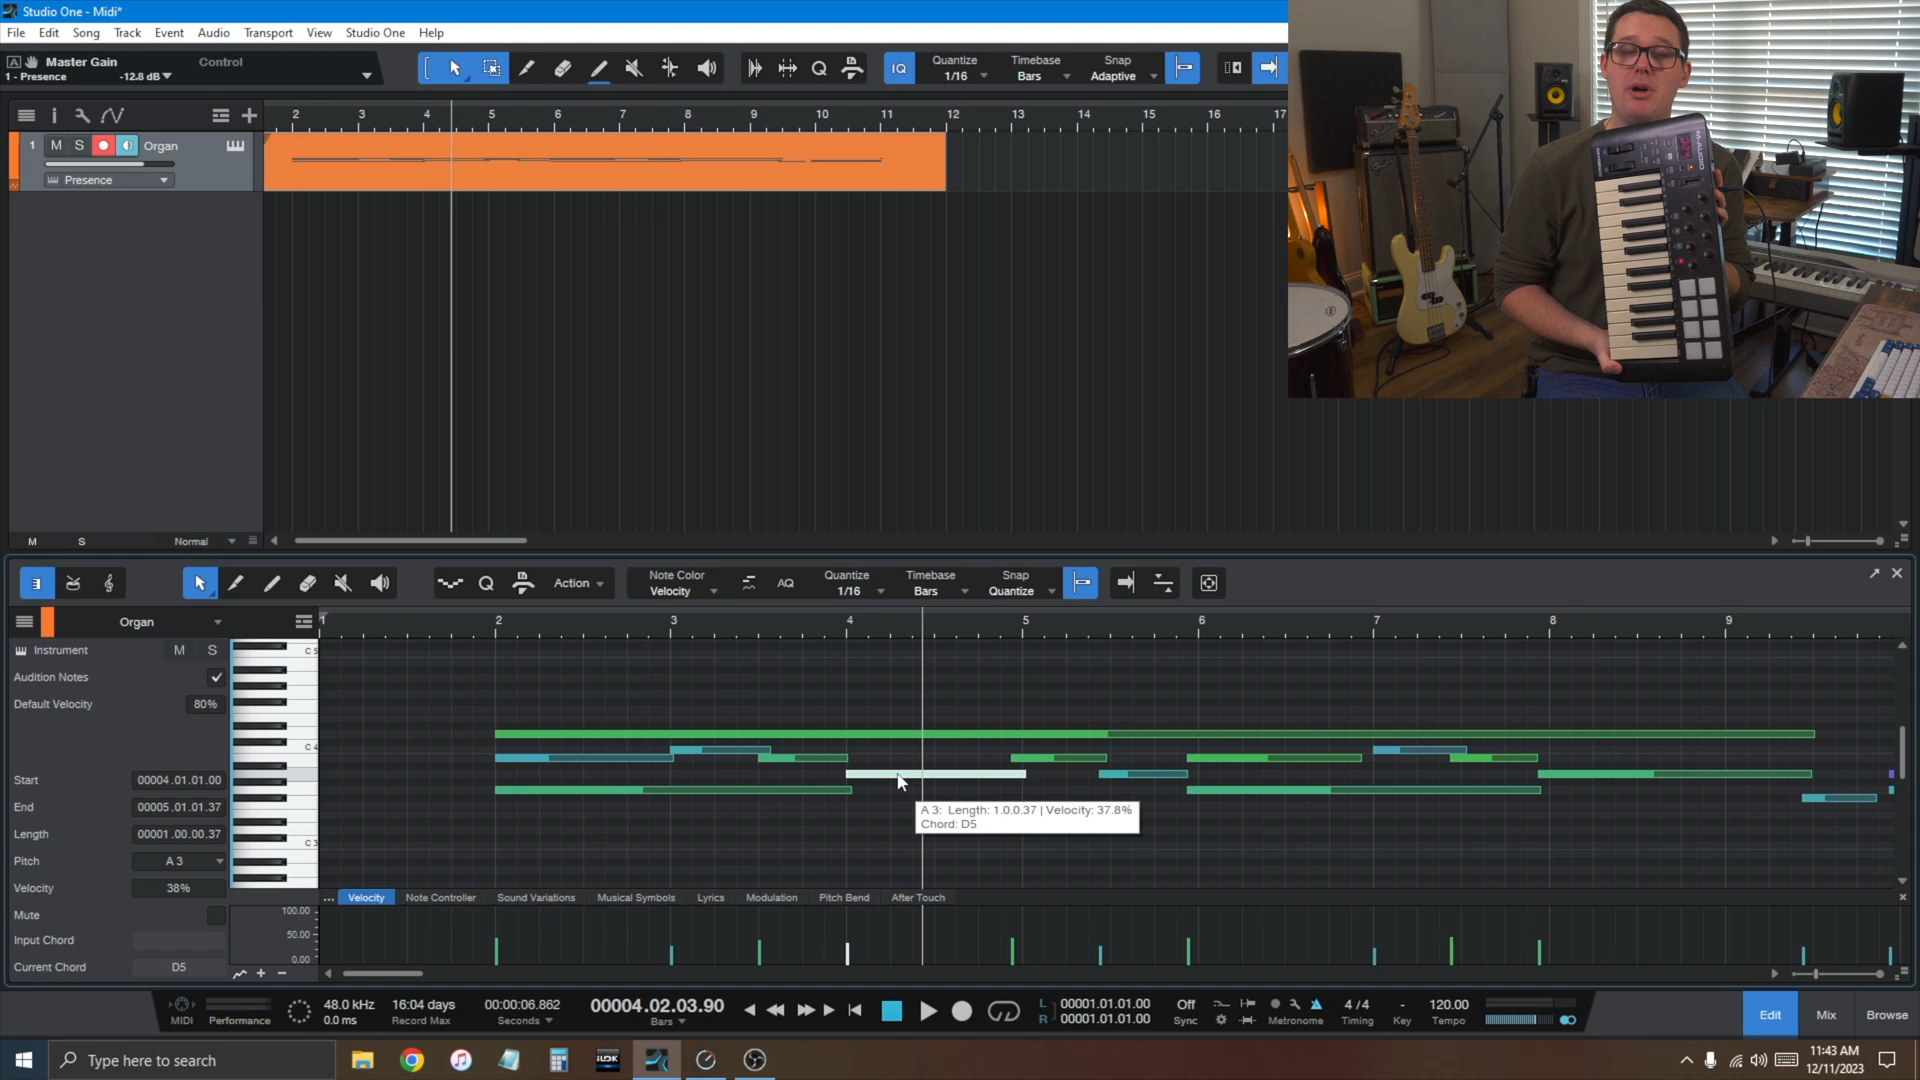 Studio One - Midi*
File Edit Song Track Event Audio Transport View Studio One Help
Master Gain Control
1 - Presence -12.8 dB
IQ
Quantize Timebase Snap
1/16 Bars Adaptive
2 3 4 5 6 7 8 9 10 11 12 13 14 15 16 17
1 M S Organ
Presence
M-AUDIO
M S Normal
Action
Note Color
Velocity
AQ
Quantize Timebase Snap
1/16 Bars Quantize
Organ
1 2 3 4 5 6 7 8 9
Instrument M S
C 5
Audition Notes
Default Velocity 80%
C 4
Start 00004.01.01.00
End 00005.01.01.37
A 3: Length: 1.0.0.37 | Velocity: 37.8%
Chord: D5
Length 00001.00.00.37
C 3
Pitch A 3
Velocity 38%
... Velocity Note Controller Sound Variations Musical Symbols Lyrics Modulation Pitch Bend After Touch
Mute
100.00
Input Chord
50.00
0.00
Current Chord D5
MIDI Performance
48.0 kHz
0.0 ms
16:04 days
Record Max
00:00:06.862
Seconds
00004.02.03.90
Bars
L 00001.01.01.00
R 00001.01.01.00
Off
Sync
Metronome
4 / 4
Timing
-
Key
120.00
Tempo
Edit Mix Browse
Type here to search
11:43 AM
12/11/2023